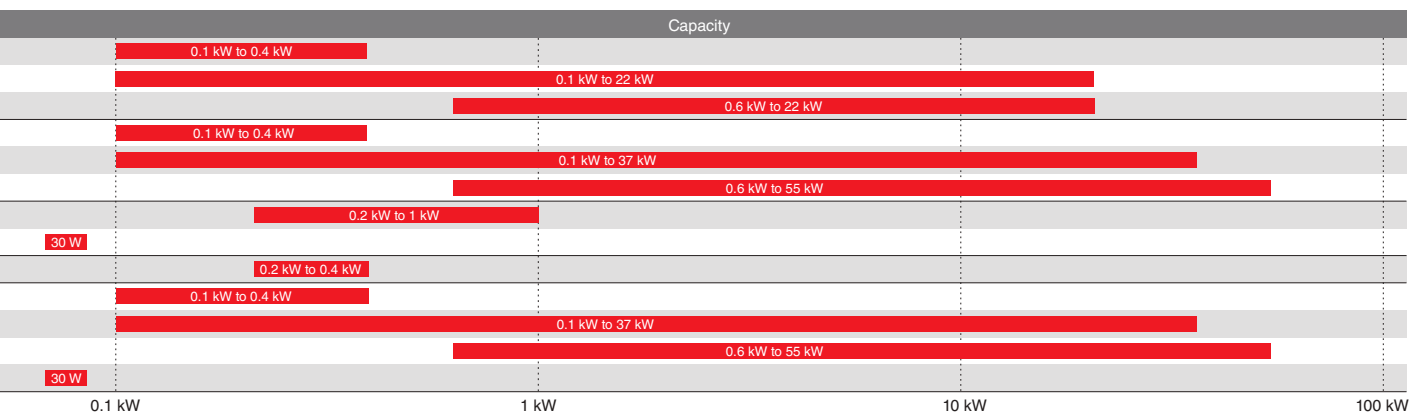 Capacity
0.1 kW to 0.4 kW
0.1 kW to 22 kW
0.6 kW to 22 kW
0.1 kW to 0.4 kW
0.1 kW to 37 kW
0.6 kW to 55 kW
0.2 kW to 1 kW
30 W
0.2 kW to 0.4 kW
0.1 kW to 0.4 kW
0.1 kW to 37 kW
0.6 kW to 55 kW
30 W
0.1 kW 1 kW 10 kW 100 kW